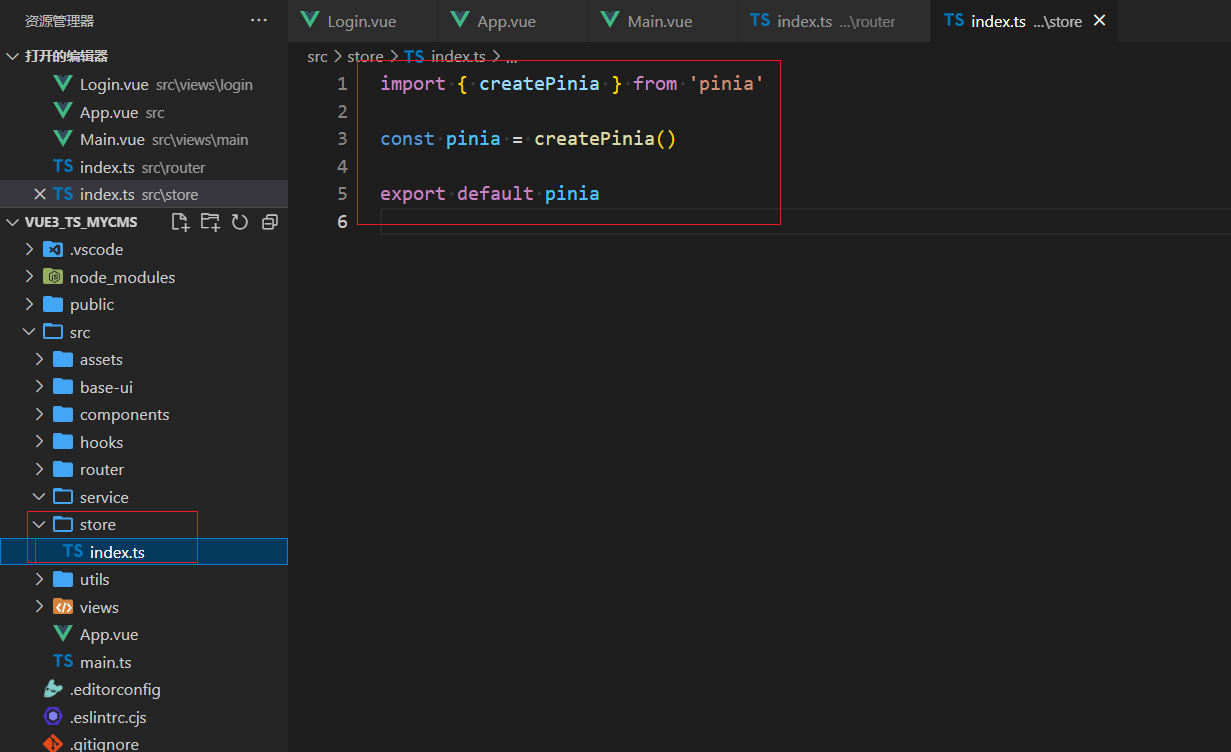 资源管理器
···
打开的编辑器
Login.vue src\views\login
App.vue src
Main.vue src\views\main
TS index.ts src\router
TS index.ts src\store
VUE3_TS_MYCMS
.vscode
node_modules
public
src
assets
base-ui
components
hooks
router
service
store
TS index.ts
utils
views
App.vue
TS main.ts
.editorconfig
.eslintrc.cjs
.gitignore
Login.vue
App.vue
Main.vue
TS index.ts ...\router
TS index.ts ...\store
src > store > TS index.ts > ...
1 import { createPinia } from 'pinia'
2
3 const pinia = createPinia()
4
5 export default pinia
6